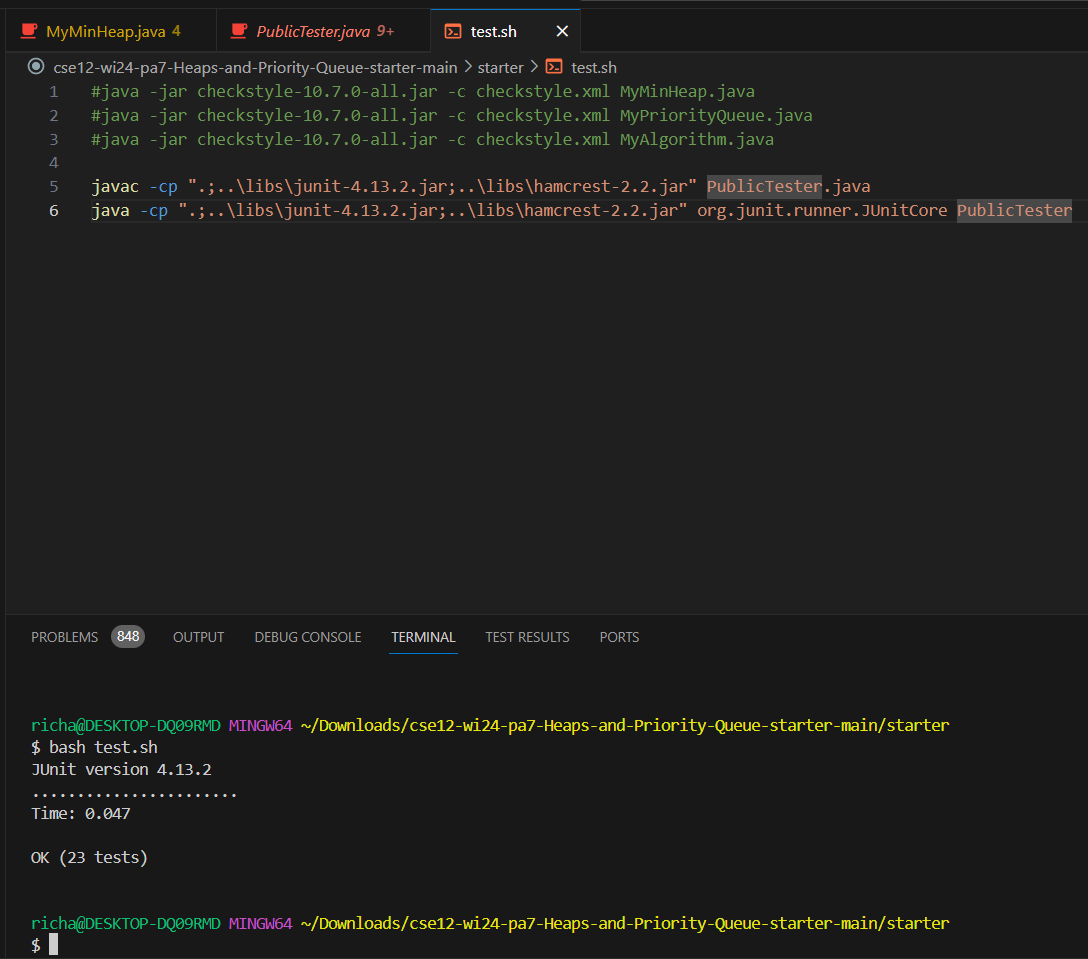 MyMinHeap.java 4 PublicTester.java 9+ test.sh
cse12-wi24-pa7-Heaps-and-Priority-Queue-starter-main > starter > test.sh
1 #java -jar checkstyle-10.7.0-all.jar -c checkstyle.xml MyMinHeap.java
2 #java -jar checkstyle-10.7.0-all.jar -c checkstyle.xml MyPriorityQueue.java
3 #java -jar checkstyle-10.7.0-all.jar -c checkstyle.xml MyAlgorithm.java
4
5 javac -cp ".;..\libs\junit-4.13.2.jar;..\libs\hamcrest-2.2.jar" PublicTester.java
6 java -cp ".;..\libs\junit-4.13.2.jar;..\libs\hamcrest-2.2.jar" org.junit.runner.JUnitCore PublicTester
PROBLEMS 848 OUTPUT DEBUG CONSOLE TERMINAL TEST RESULTS PORTS
richa@DESKTOP-DQ09RMD MINGW64 ~/Downloads/cse12-wi24-pa7-Heaps-and-Priority-Queue-starter-main/starter
$ bash test.sh
JUnit version 4.13.2
.......................
Time: 0.047
OK (23 tests)
richa@DESKTOP-DQ09RMD MINGW64 ~/Downloads/cse12-wi24-pa7-Heaps-and-Priority-Queue-starter-main/starter
$